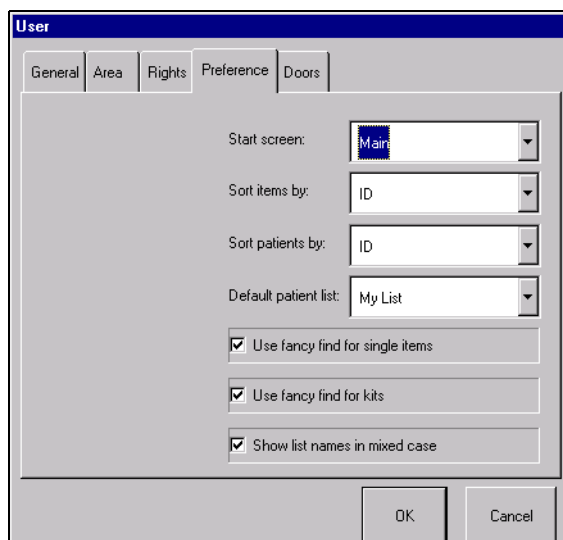 User
General Area Rights Preference Doors
Start screen: Main
Sort items by: ID
Sort patients by: ID
Default patient list: My List
Use fancy find for single items
Use fancy find for kits
Show list names in mixed case
OK Cancel